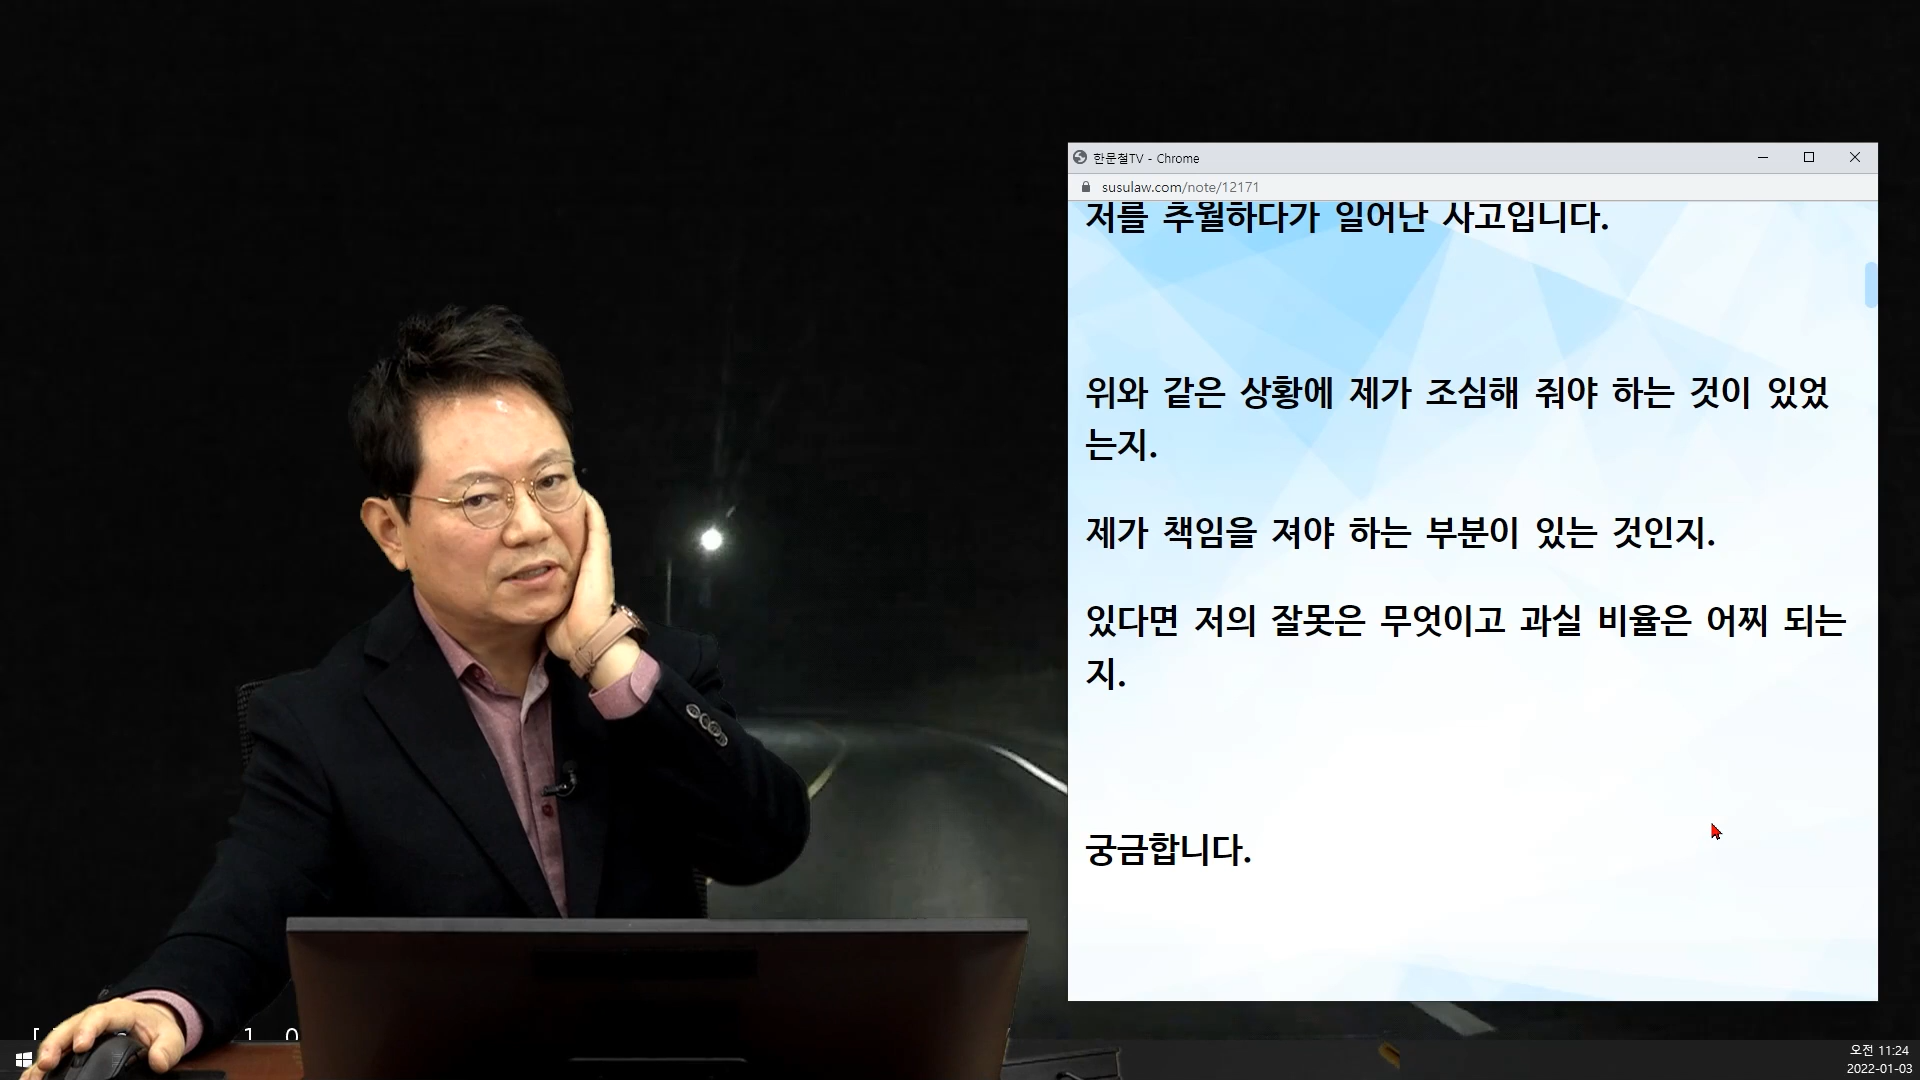 한문철TV - Chrome
susulaw.com/note/12171
저를 추월하다가 일어난 사고입니다.
위와 같은 상황에 제가 조심해 줘야 하는 것이 있었
는지.
제가 책임을 져야 하는 부분이 있는 것인지.
있다면 저의 잘못은 무엇이고 과실 비율은 어찌 되는
지.
궁금합니다.
오전 11:24
2022-01-03